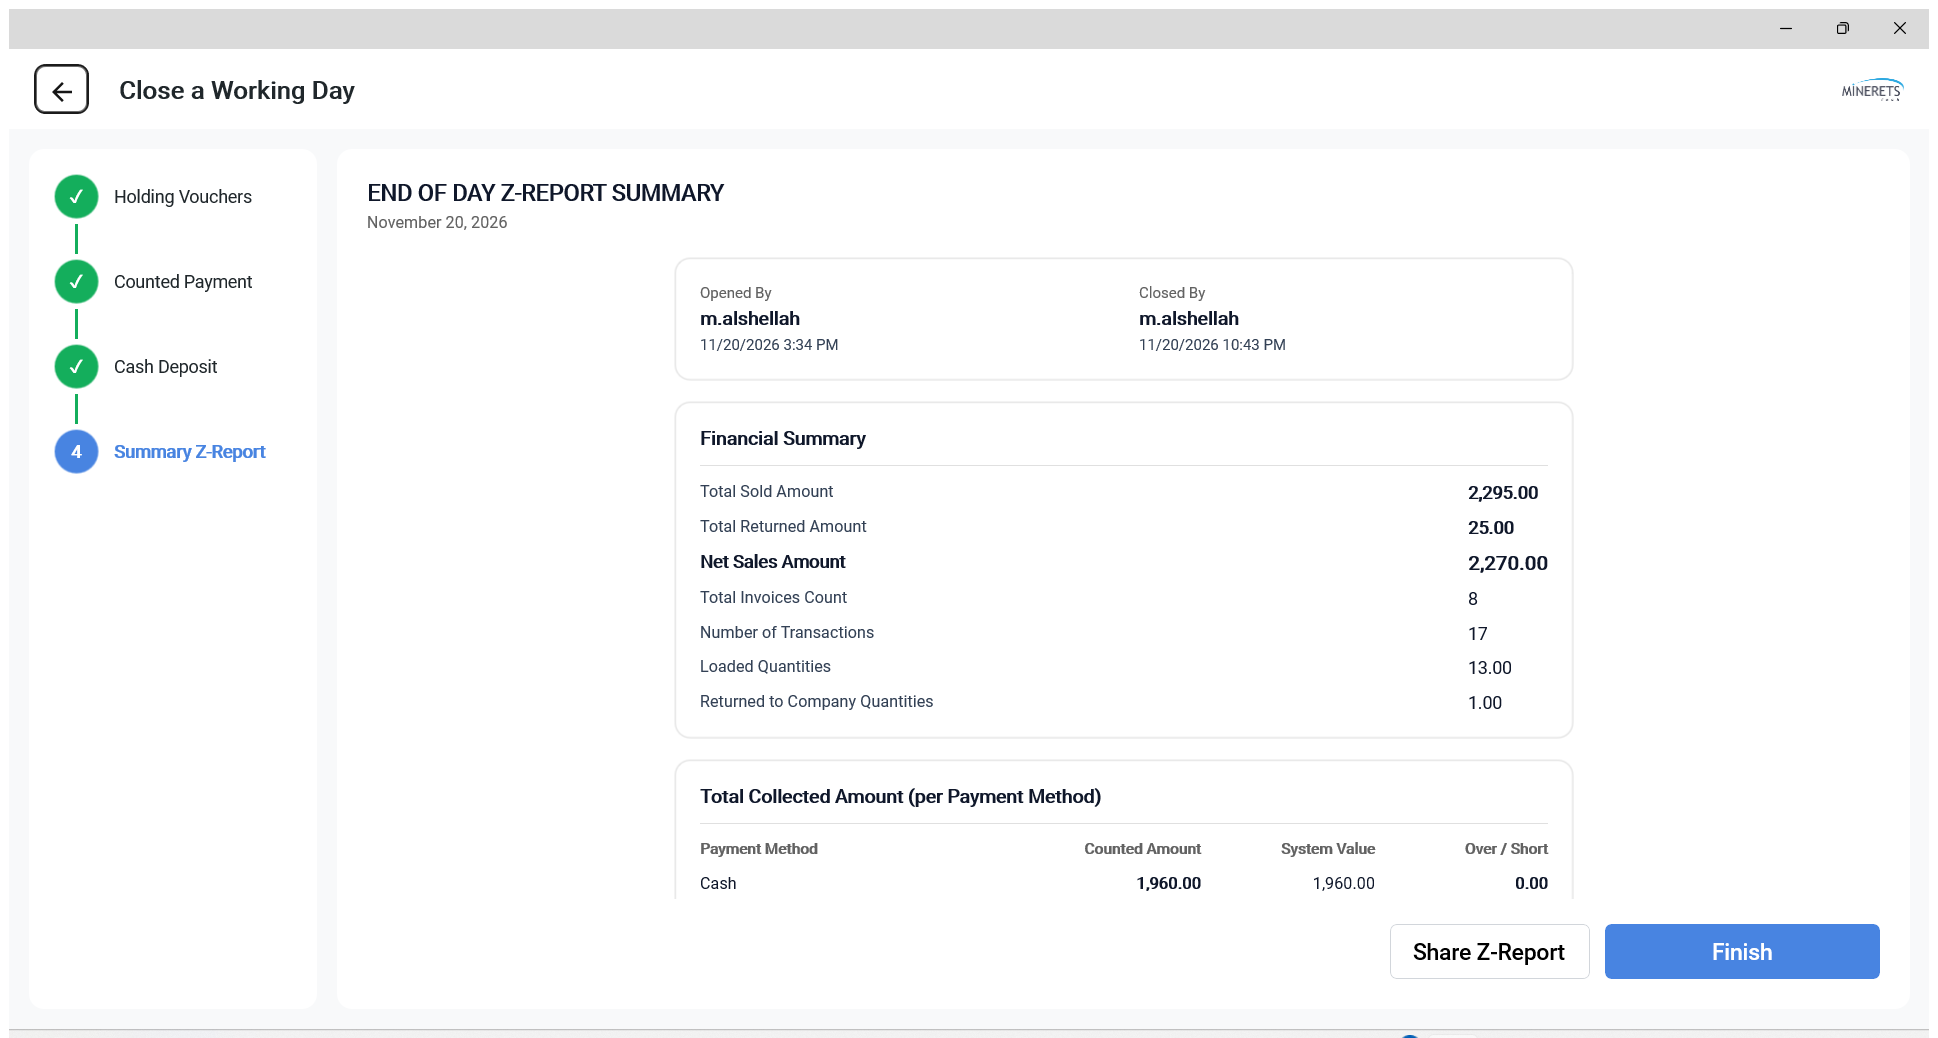 Close a Working Day
MINERETS
Holding Vouchers
Counted Payment
Cash Deposit
4 Summary Z-Report
END OF DAY Z-REPORT SUMMARY
November 20, 2026
Opened By Closed By
m.alshellah m.alshellah
11/20/2026 3:34 PM 11/20/2026 10:43 PM
Financial Summary
Total Sold Amount 2,295.00
Total Returned Amount 25.00
Net Sales Amount 2,270.00
Total Invoices Count 8
Number of Transactions 17
Loaded Quantities 13.00
Returned to Company Quantities 1.00
Total Collected Amount (per Payment Method)
Payment Method Counted Amount System Value Over / Short
Cash 1,960.00 1,960.00 0.00
Share Z-Report Finish